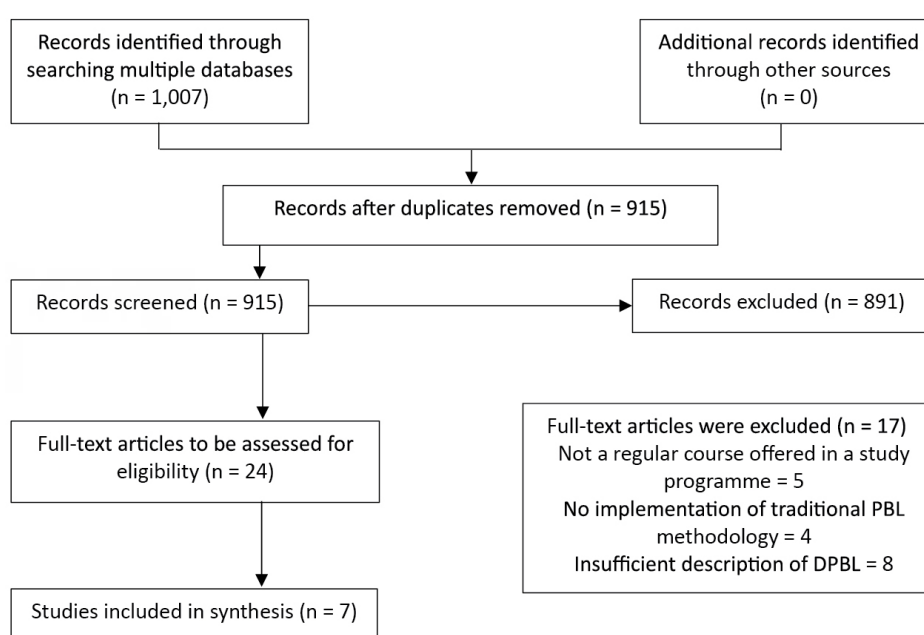 Records identified through
searching multiple databases
(n = 1,007)
Additional records identified
through other sources
(n = 0)
Records after duplicates removed (n = 915)
Records screened (n = 915)
Records excluded (n = 891)
Full-text articles to be assessed for
eligibility (n = 24)
Full-text articles were excluded (n = 17)
Not a regular course offered in a study
programme = 5
No implementation of traditional PBL
methodology = 4
Insufficient description of DPBL = 8
Studies included in synthesis (n = 7)